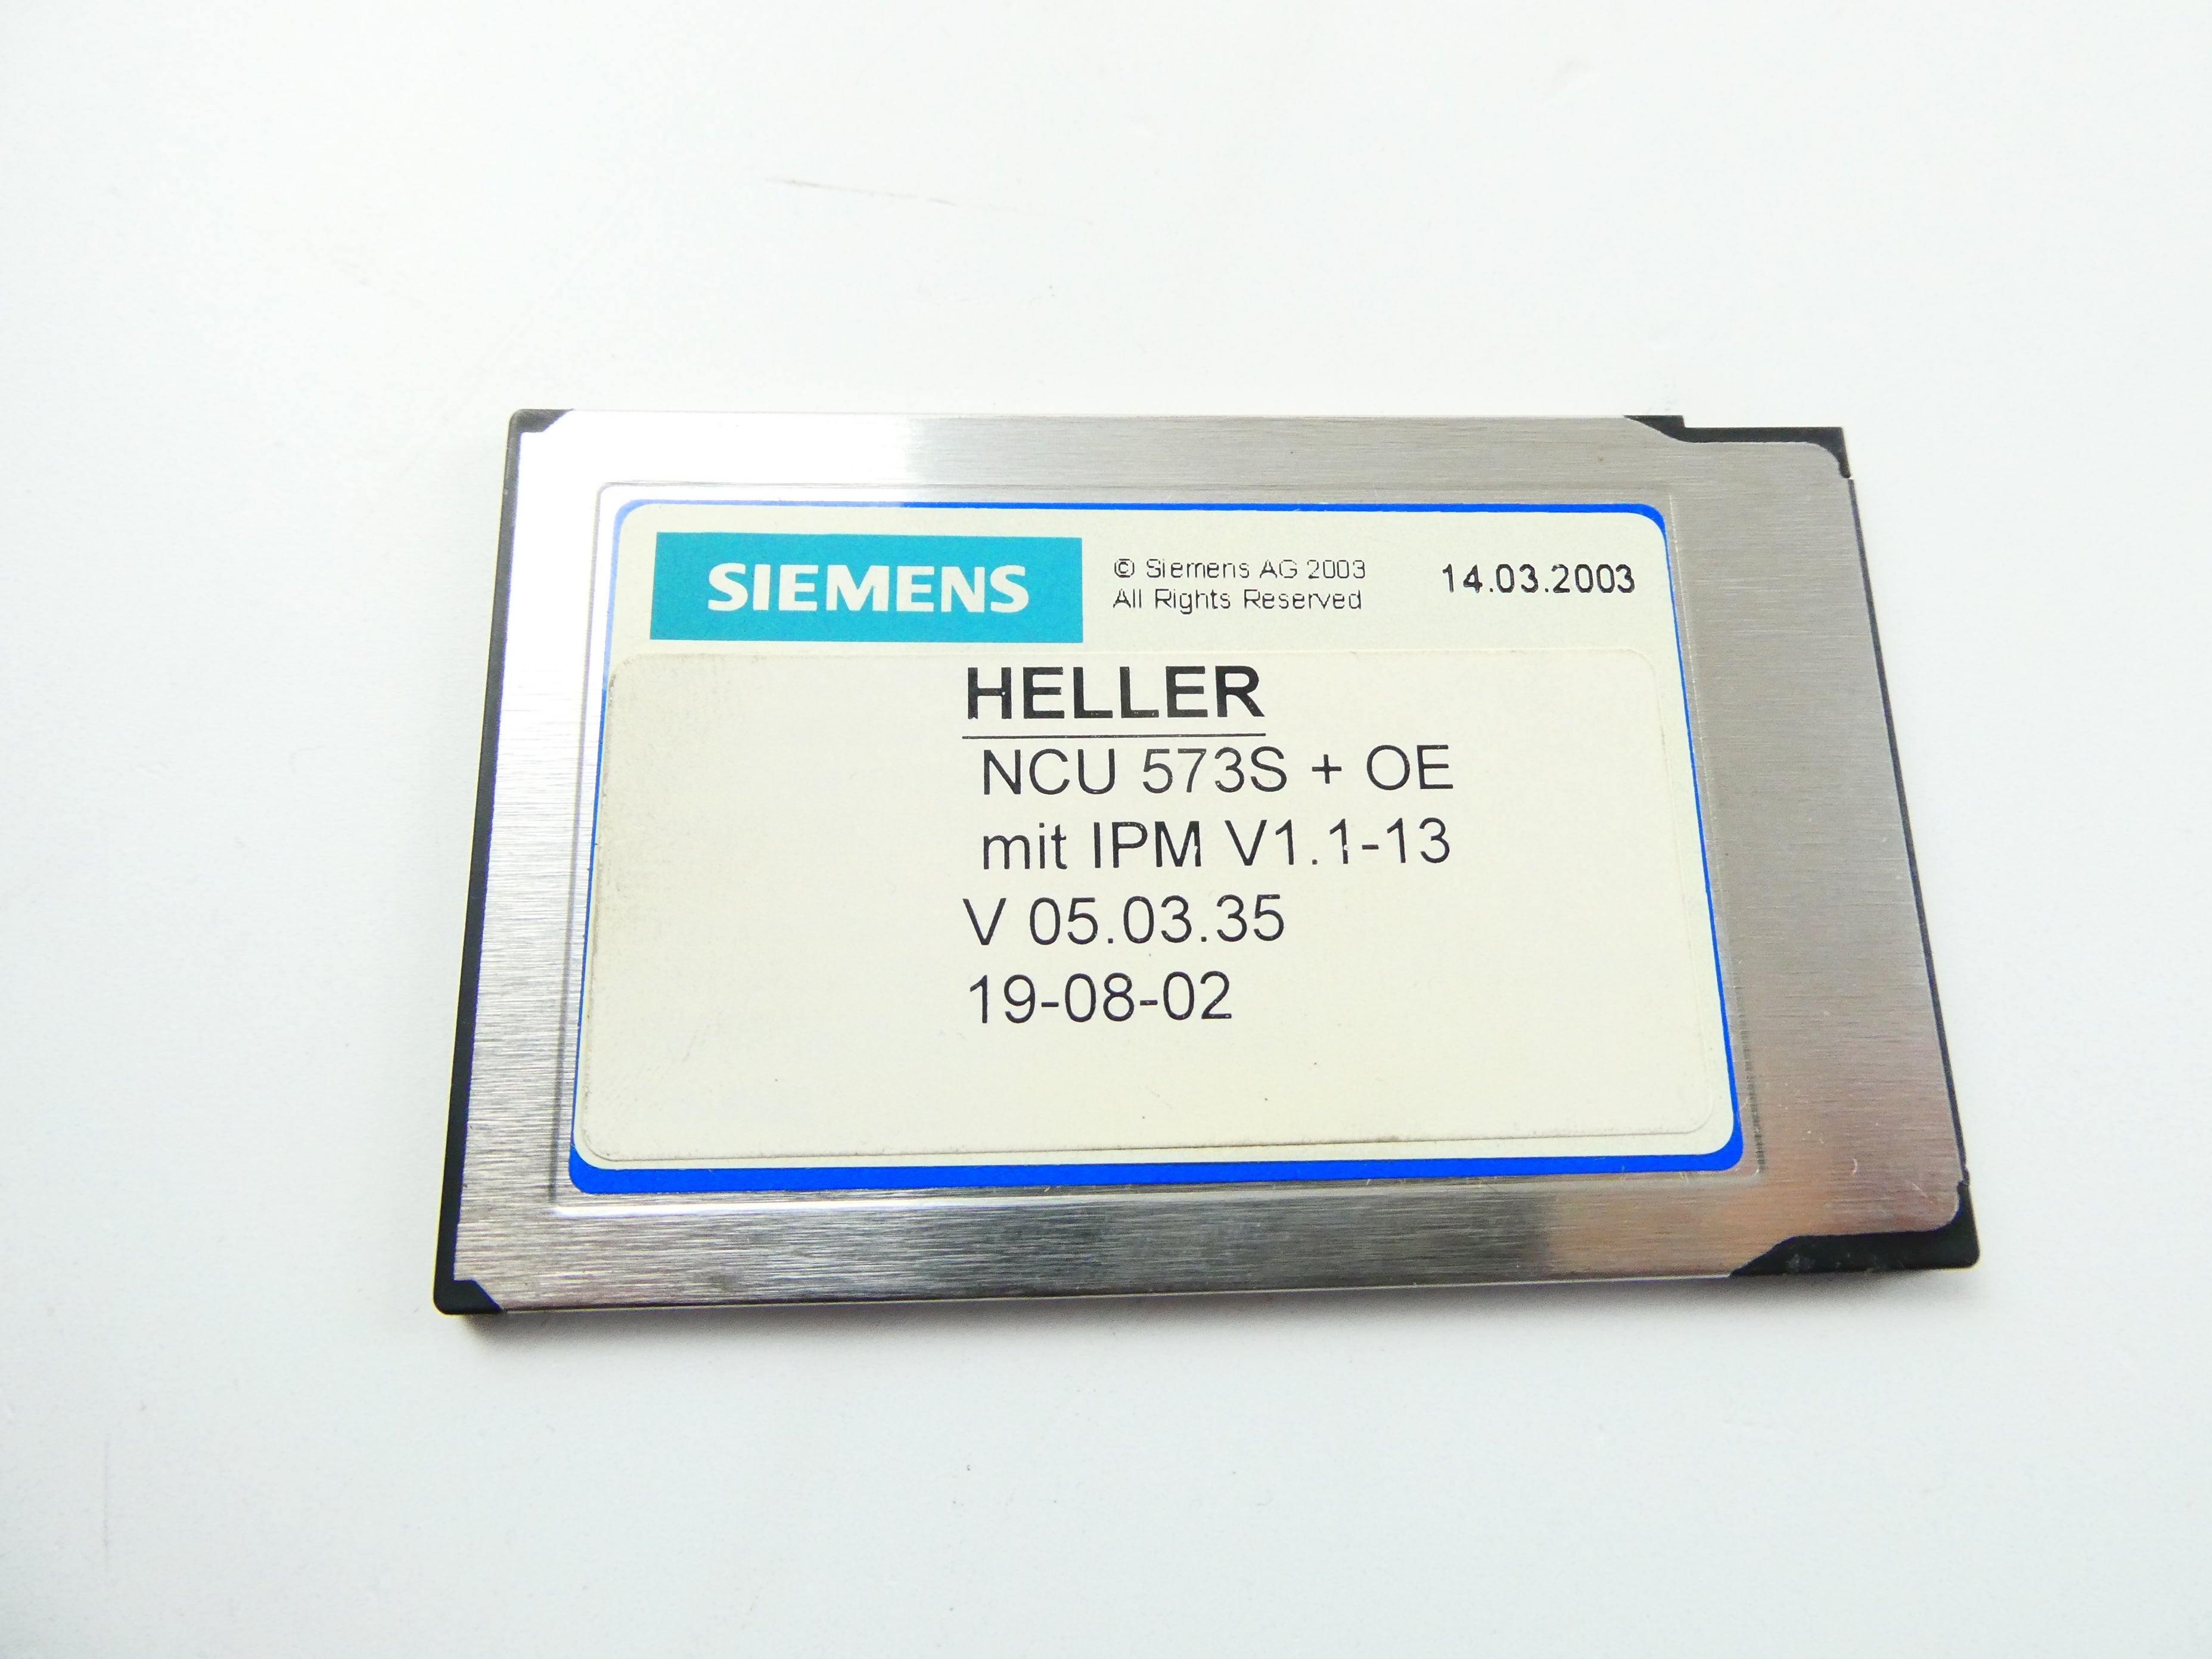 SIEMENS
© Siemens AG 2003
All Rights Reserved
14.03.2003
HELLER
NCU 573S + OE
mit IPM V1.1-13
V 05.03.35
19-08-02